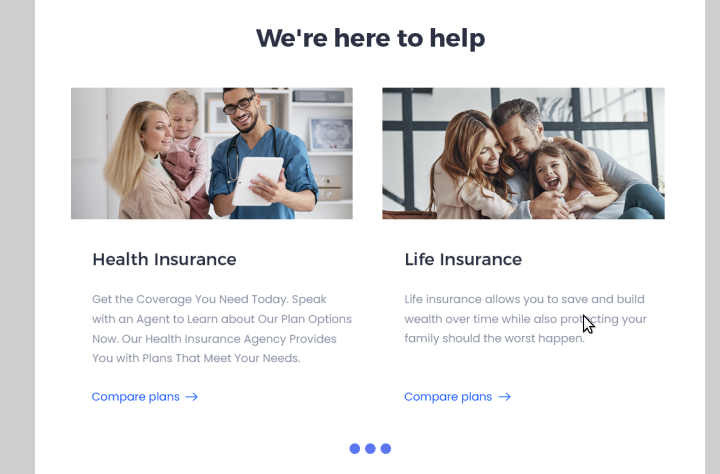 We're here to help
Health Insurance
Get the Coverage You Need Today. Speak
with an Agent to Learn about Our Plan Options
Now. Our Health Insurance Agency Provides
You with Plans That Meet Your Needs.
Compare plans
Life Insurance
Life insurance allows you to save and build
wealth over time while also protecting your
family should the worst happen.
Compare plans